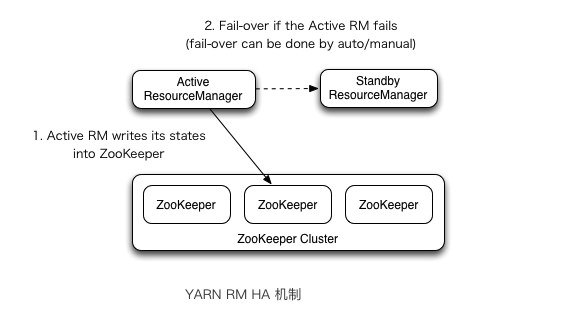 2. Fail-over if the Active RM fails
(fail-over can be done by auto/manual)
Active
ResourceManager
Standby
ResourceManager
1. Active RM writes its states
into ZooKeeper
ZooKeeper
ZooKeeper
ZooKeeper
ZooKeeper Cluster
YARN RM HA 机制